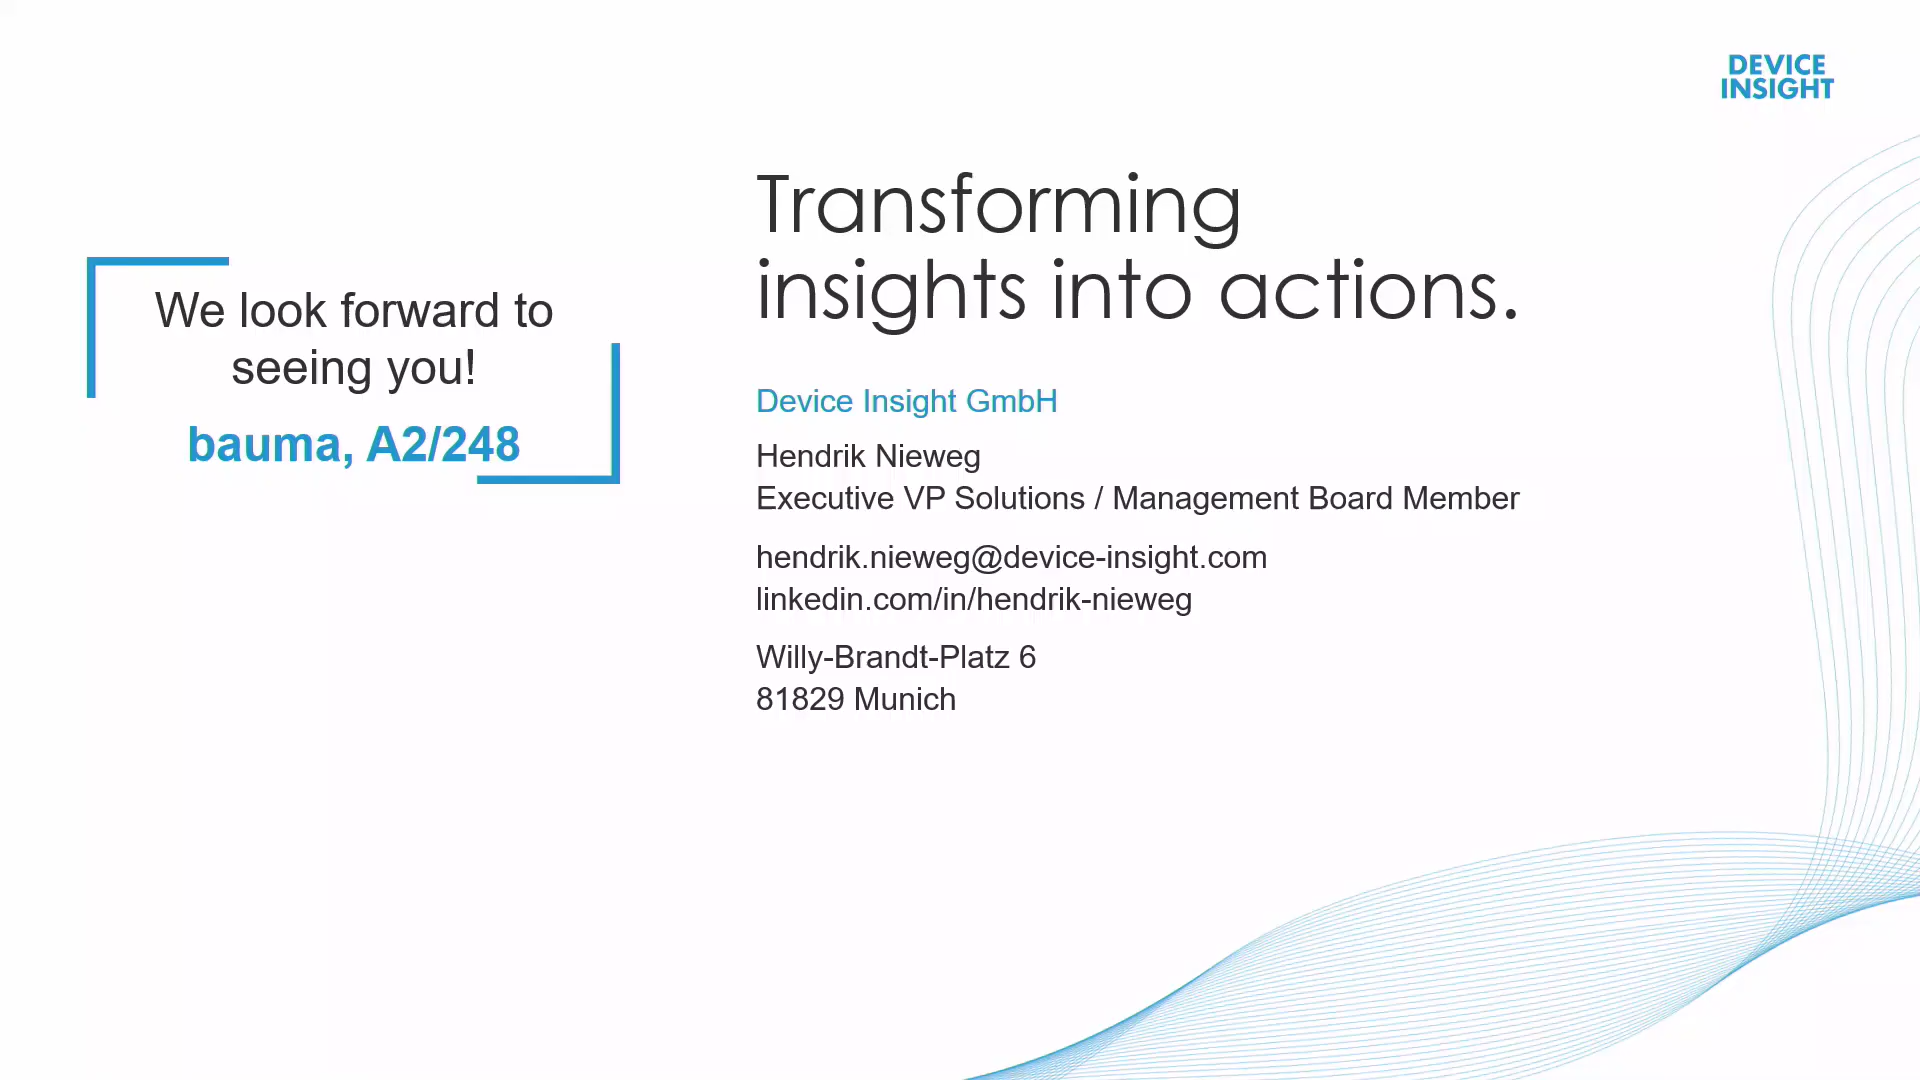 DEVICE
INSIGHT
We look forward to
seeing you!
bauma, A2/248
Transforming
insights into actions.
Device Insight GmbH
Hendrik Nieweg
Executive VP Solutions / Management Board Member
hendrik.nieweg@device-insight.com
linkedin.com/in/hendrik-nieweg
Willy-Brandt-Platz 6
81829 Munich